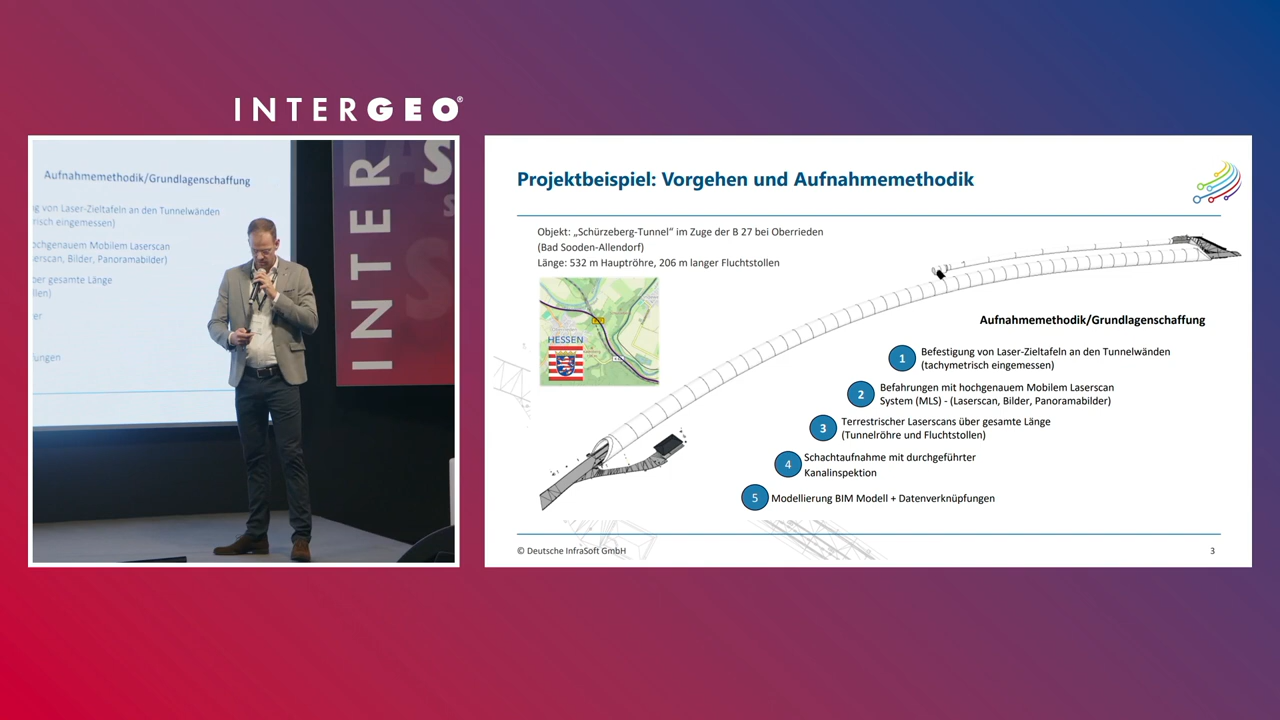 INTERGEO®
Aufnahmemethodik/Grundlagenschaffung
ng von Laser-Zieltafeln an den Tunnelwänden
risch eingemessen)
ochgenauem Mobilem Laserscan
erscan, Bilder, Panoramabilder)
ber gesamte Länge
llen)
er
ungen
INTER
S
Projektbeispiel: Vorgehen und Aufnahmemethodik
Objekt: „Schürzeberg-Tunnel“ im Zuge der B 27 bei Oberrieden
(Bad Sooden-Allendorf)
Länge: 532 m Hauptröhre, 206 m langer Fluchtstollen
HESSEN
Aufnahmemethodik/Grundlagenschaffung
1 Befestigung von Laser-Zieltafeln an den Tunnelwänden
(tachymetrisch eingemessen)
2 Befahrungen mit hochgenauem Mobilem Laserscan
System (MLS) - (Laserscan, Bilder, Panoramabilder)
3 Terrestrischer Laserscans über gesamte Länge
(Tunnelröhre und Fluchtstollen)
4 Schachtaufnahme mit durchgeführter
Kanalinspektion
5 Modellierung BIM Modell + Datenverknüpfungen
© Deutsche InfraSoft GmbH
3